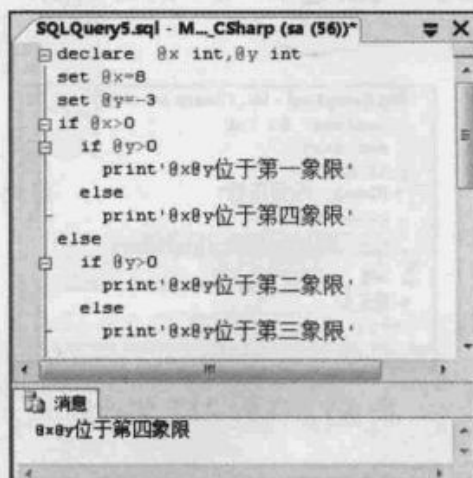 SQLQuery5.sql - M..._CSharp (sa (56))*
declare @x int,@y int
set @x=8
set @y=-3
if @x>0
if @y>0
print'@x@y位于第一象限'
else
print'@x@y位于第四象限'
else
if @y>0
print'@x@y位于第二象限'
else
print'@x@y位于第三象限'
消息
@x@y位于第四象限